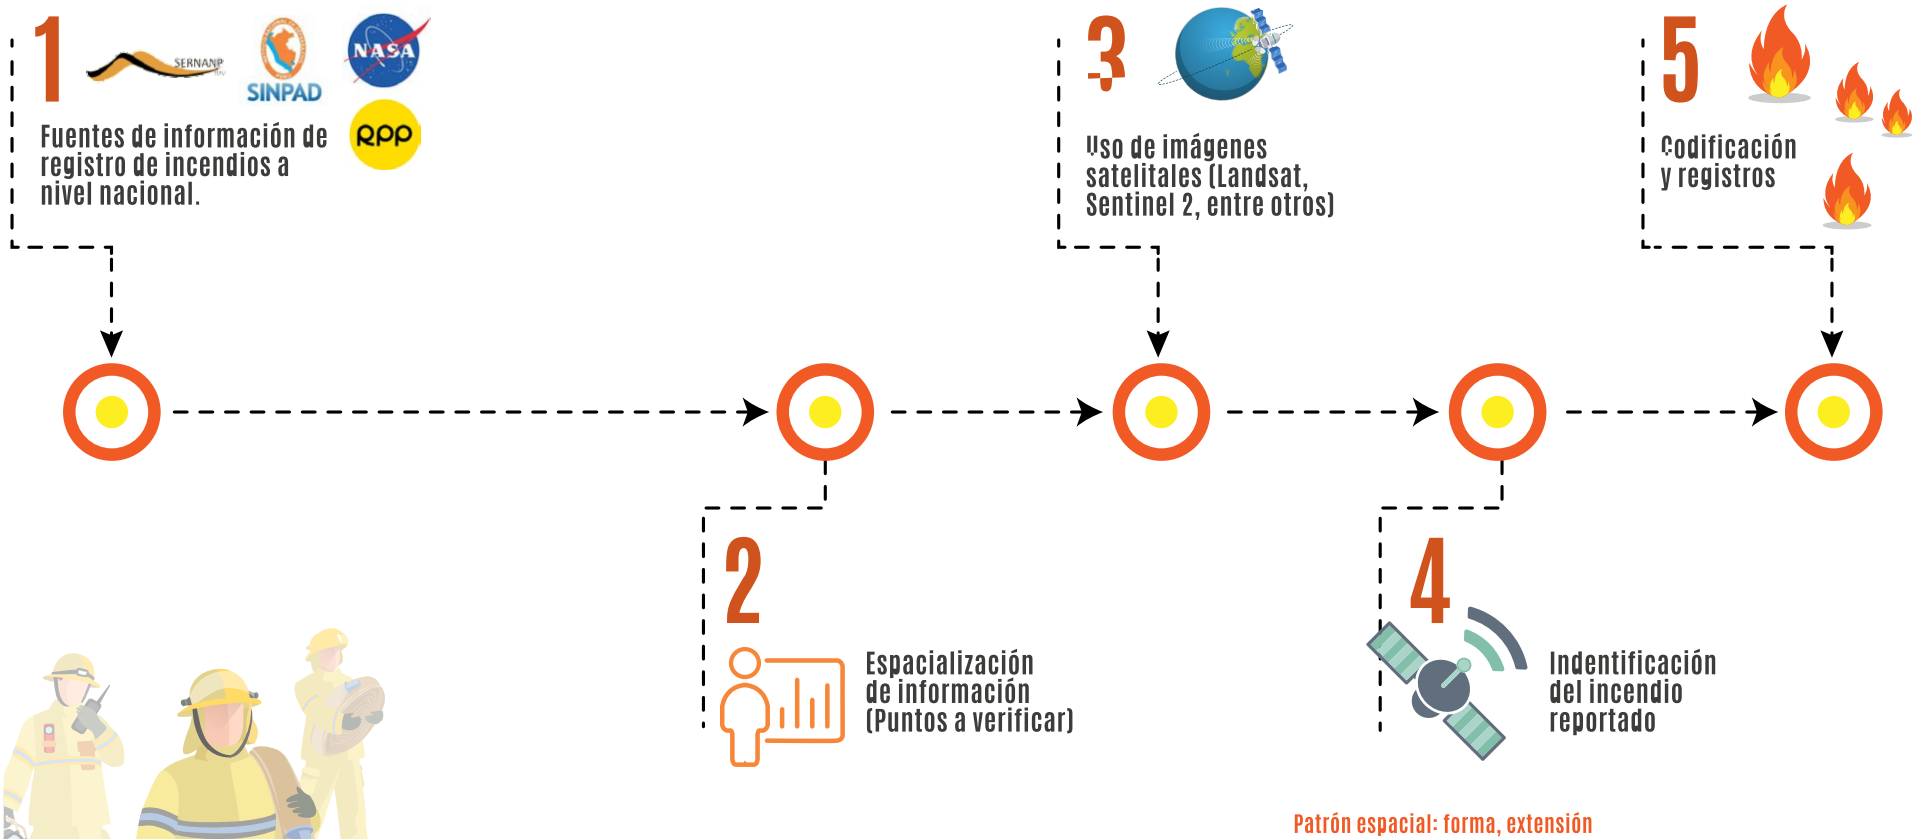 1
SERNANP
SINPAD
NASA
RPP
Fuentes de información de
registro de incendios a
nivel nacional.
2
Espacialización
de información
(Puntos a verificar)
3
Uso de imágenes
satelitales (Landsat,
Sentinel 2, entre otros)
4
Indentificación
del incendio
reportado
Patrón espacial: forma, extensión
5
Codificación
y registros